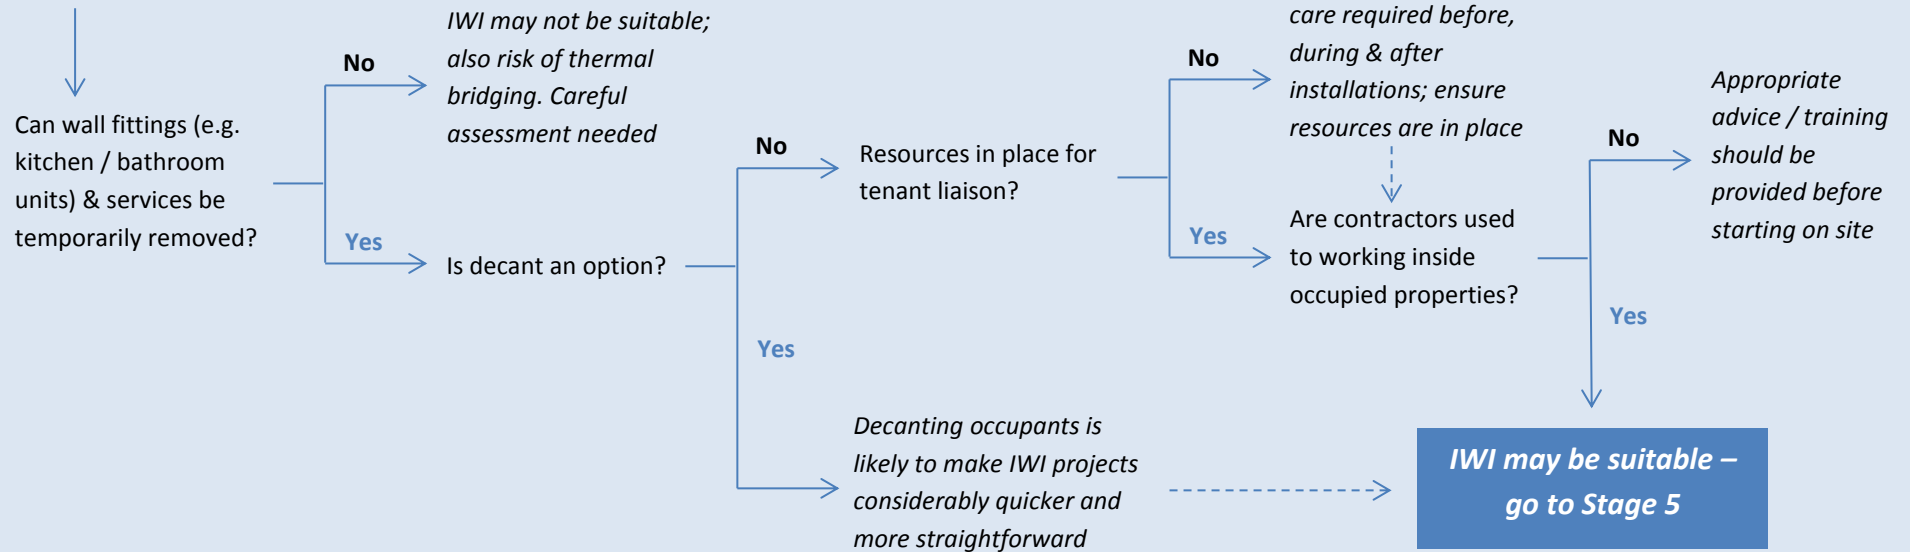 Can wall fittings (e.g.
kitchen / bathroom
units) & services be
temporarily removed?
No
IWI may not be suitable;
also risk of thermal
bridging. Careful
assessment needed
Yes
Is decant an option?
No
Resources in place for
tenant liaison?
No
care required before,
during & after
installations; ensure
resources are in place
Yes
Are contractors used
to working inside
occupied properties?
No
Appropriate
advice / training
should be
provided before
starting on site
Yes
Yes
Decanting occupants is
likely to make IWI projects
considerably quicker and
more straightforward
IWI may be suitable –
go to Stage 5